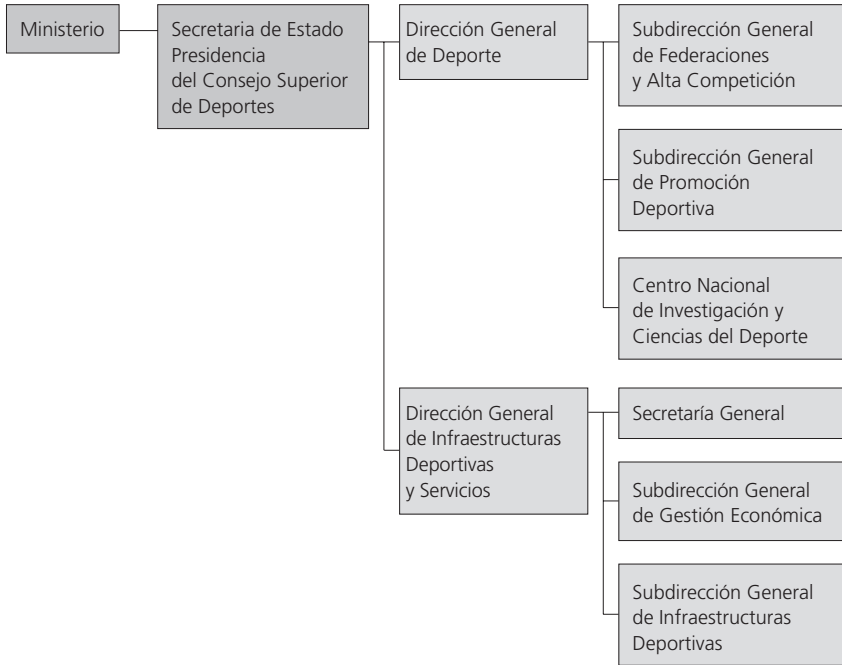 Ministerio
Secretaria de Estado
Presidencia
del Consejo Superior
de Deportes
Dirección General
de Deporte
Subdirección General
de Federaciones
y Alta Competición
Subdirección General
de Promoción
Deportiva
Centro Nacional
de Investigación y
Ciencias del Deporte
Dirección General
de Infraestructuras
Deportivas
y Servicios
Secretaría General
Subdirección General
de Gestión Económica
Subdirección General
de Infraestructuras
Deportivas